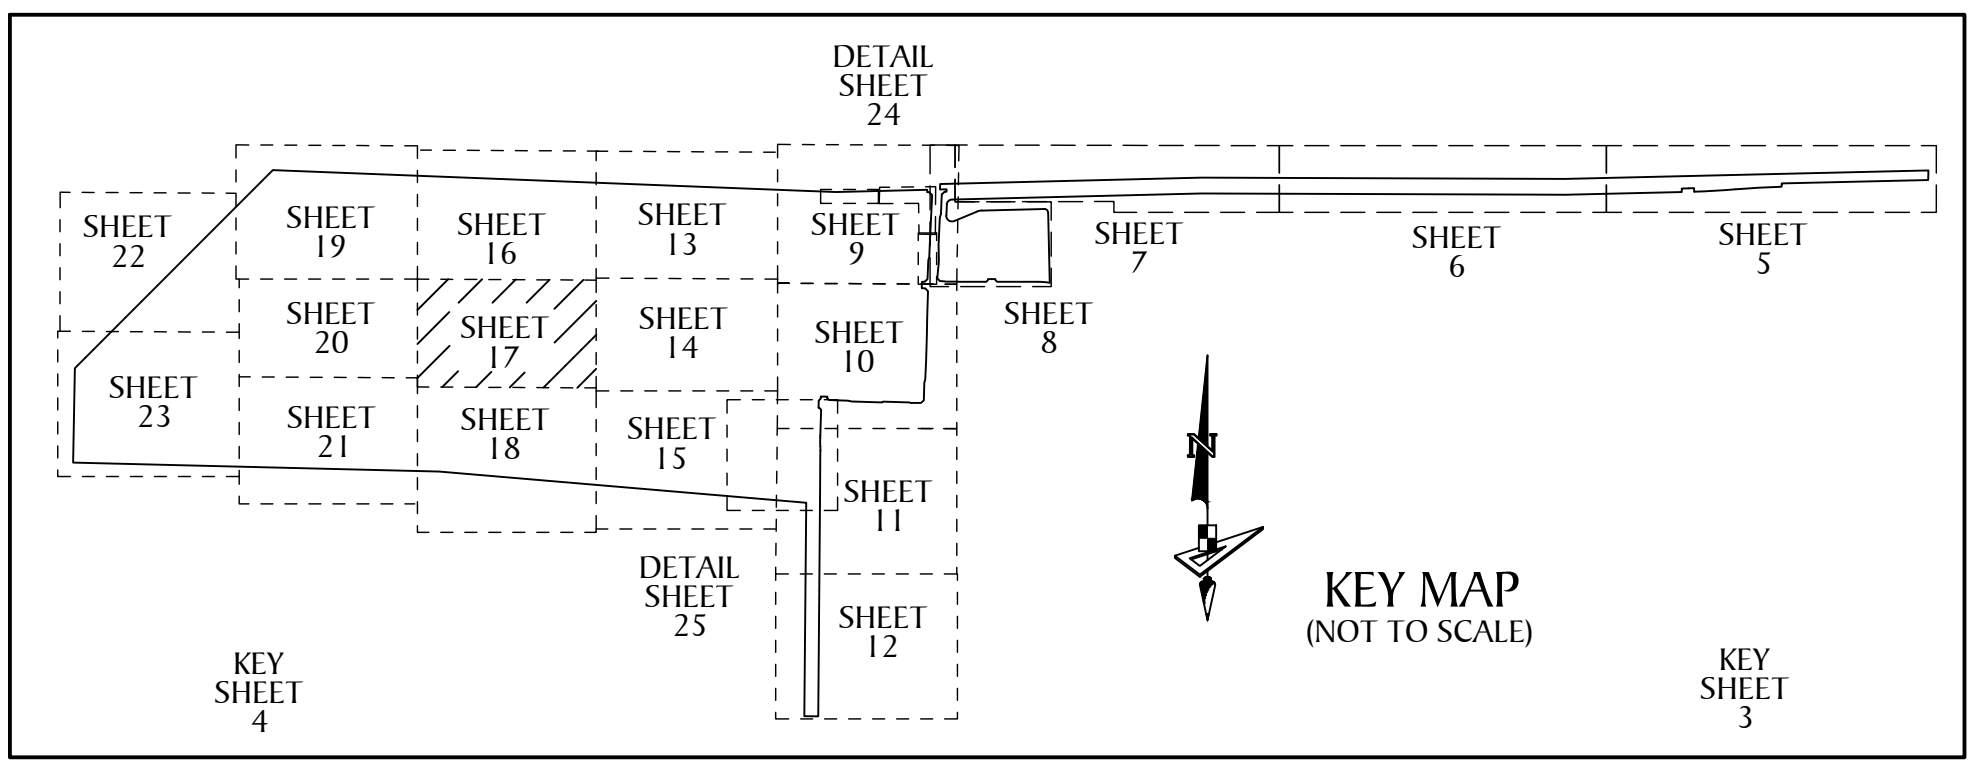 DETAIL
SHEET
24
SHEET
22
SHEET
19
SHEET
16
SHEET
13
SHEET
9
SHEET
7
SHEET
6
SHEET
5
SHEET
20
SHEET
17
SHEET
14
SHEET
10
SHEET
8
SHEET
23
SHEET
21
SHEET
18
SHEET
15
SHEET
11
N
DETAIL
SHEET
25
SHEET
12
KEY MAP
(NOT TO SCALE)
KEY
SHEET
4
KEY
SHEET
3